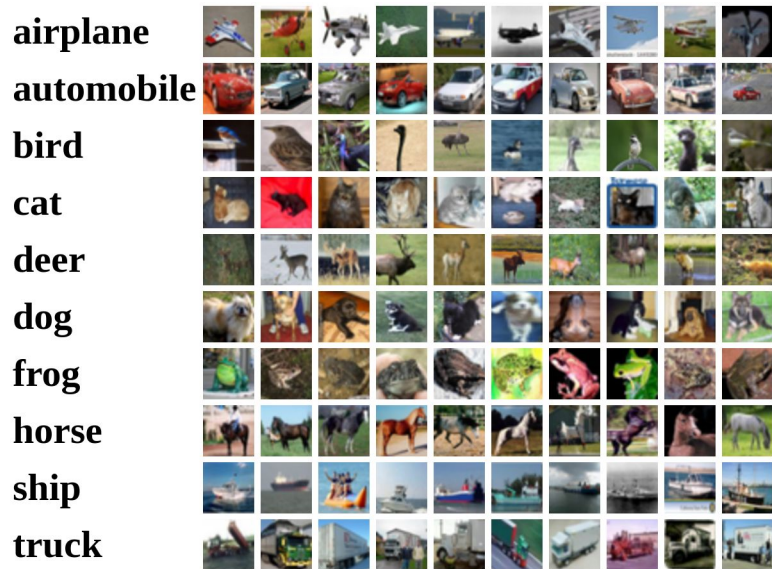 airplane
automobile
bird
cat
deer
dog
frog
horse
ship
truck